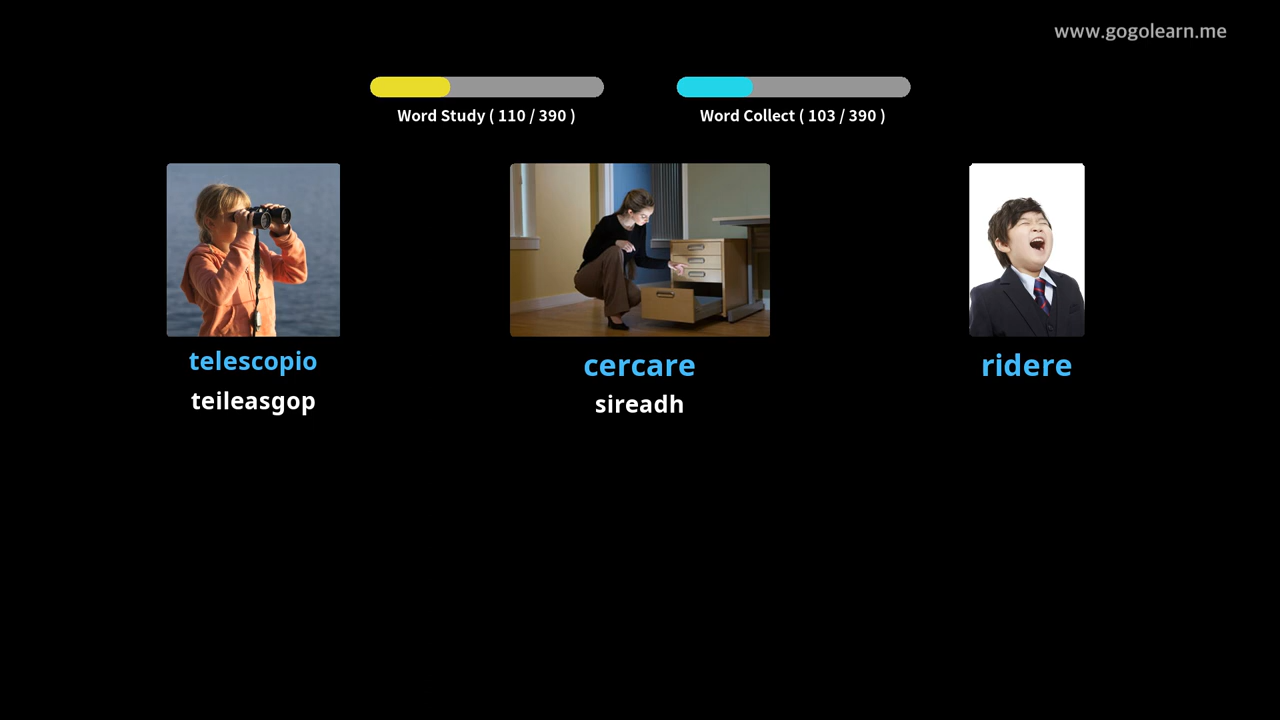 www.gogolearn.me
Word Study ( 110 / 390 )
Word Collect ( 103 / 390 )
telescopio
teileasgop
cercare
sireadh
ridere